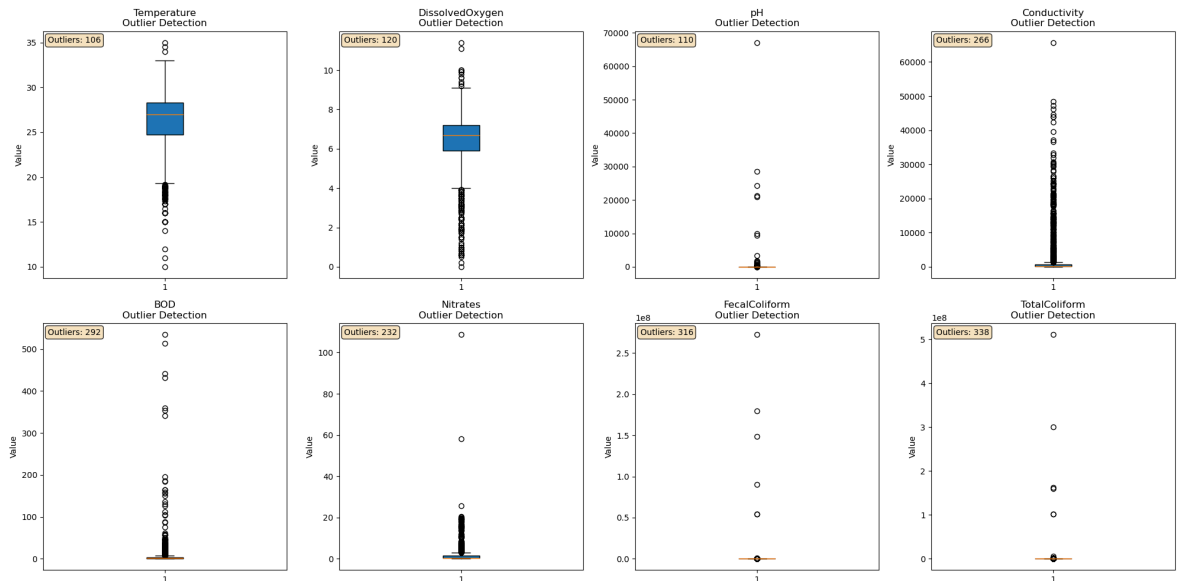 Temperature
Outlier Detection
Outliers: 106
Value
35
30
25
20
15
10
1
DissolvedOxygen
Outlier Detection
Outliers: 120
Value
10
8
6
4
2
0
1
pH
Outlier Detection
Outliers: 110
Value
70000
60000
50000
40000
30000
20000
10000
0
1
Conductivity
Outlier Detection
Outliers: 266
Value
60000
50000
40000
30000
20000
10000
0
1
BOD
Outlier Detection
Outliers: 292
Value
500
400
300
200
100
0
1
Nitrates
Outlier Detection
Outliers: 232
Value
100
80
60
40
20
0
1
FecalColiform
Outlier Detection
1e8
Outliers: 316
Value
2.5
2.0
1.5
1.0
0.5
0.0
1
TotalColiform
Outlier Detection
1e8
Outliers: 338
Value
5
4
3
2
1
0
1